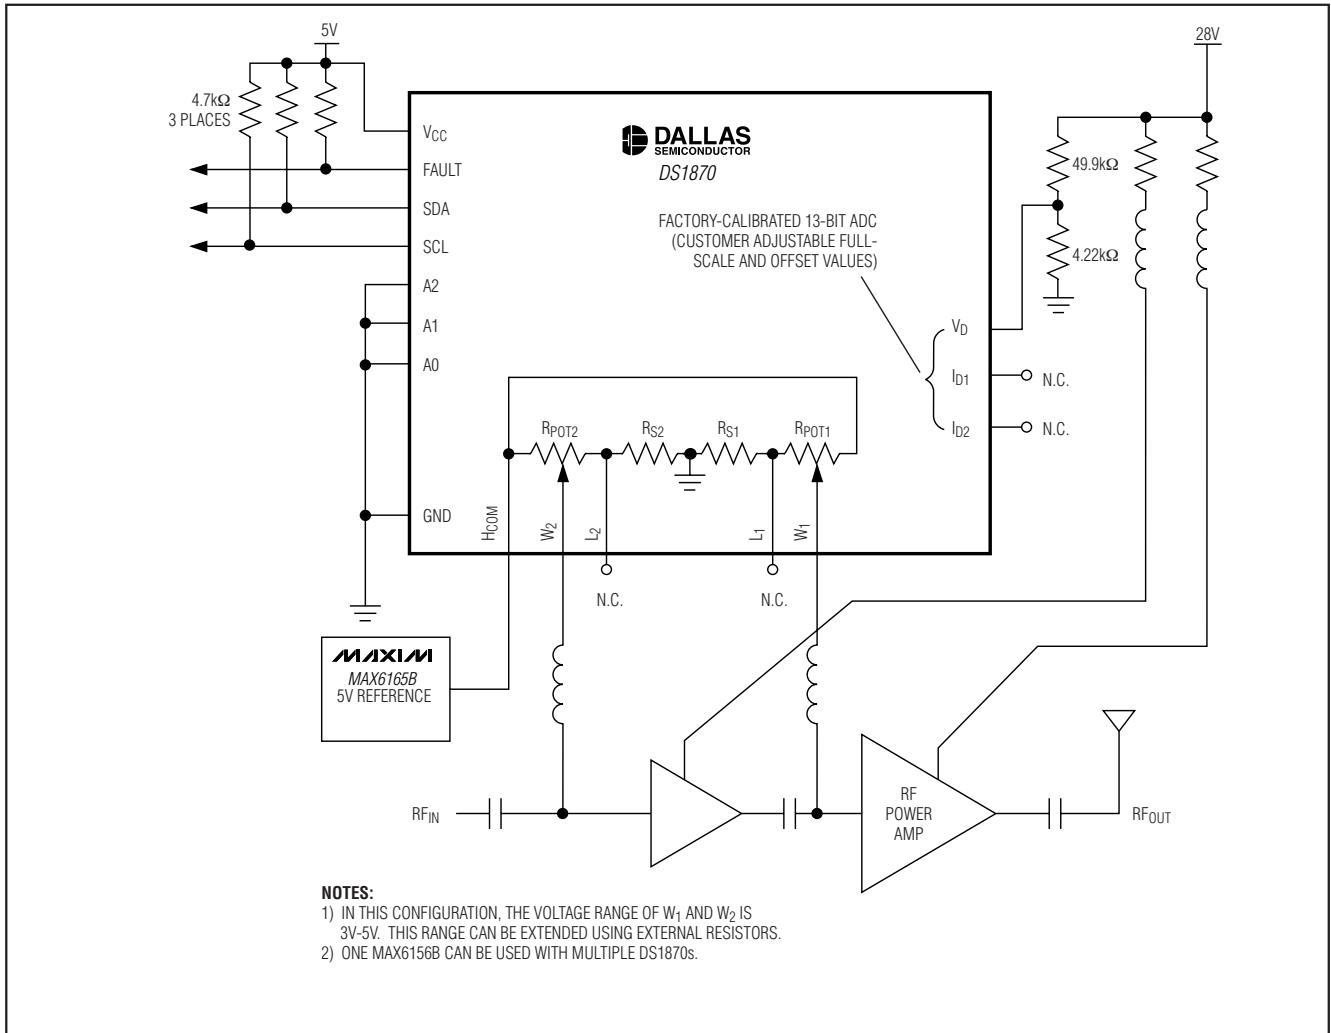 5V
28V
4.7kΩ
3 PLACES
VCC
FAULT
SDA
SCL
A2
A1
A0
GND
DALLAS
SEMICONDUCTOR
DS1870
FACTORY-CALIBRATED 13-BIT ADC
(CUSTOMER ADJUSTABLE FULL-
SCALE AND OFFSET VALUES)
49.9kΩ
4.22kΩ
VD
ID1
N.C.
ID2
N.C.
RPOT2
RS2
RS1
RPOT1
HCOM
W2
L2
L1
W1
N.C.
N.C.
MAXIM
MAX6165B
5V REFERENCE
RFIN
RF
POWER
AMP
RFOUT
NOTES:
1) IN THIS CONFIGURATION, THE VOLTAGE RANGE OF W1 AND W2 IS
3V-5V. THIS RANGE CAN BE EXTENDED USING EXTERNAL RESISTORS.
2) ONE MAX6156B CAN BE USED WITH MULTIPLE DS1870s.